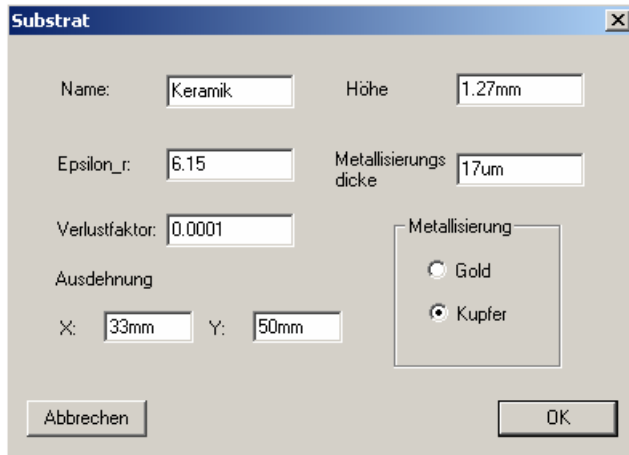 Substrat
Name: Keramik Höhe 1.27mm
Epsilon_r: 6.15 Metallisierungs
dicke 17um
Verlustfaktor: 0.0001 Metallisierung
Ausdehnung Gold
X: 33mm Y: 50mm Kupfer
Abbrechen OK